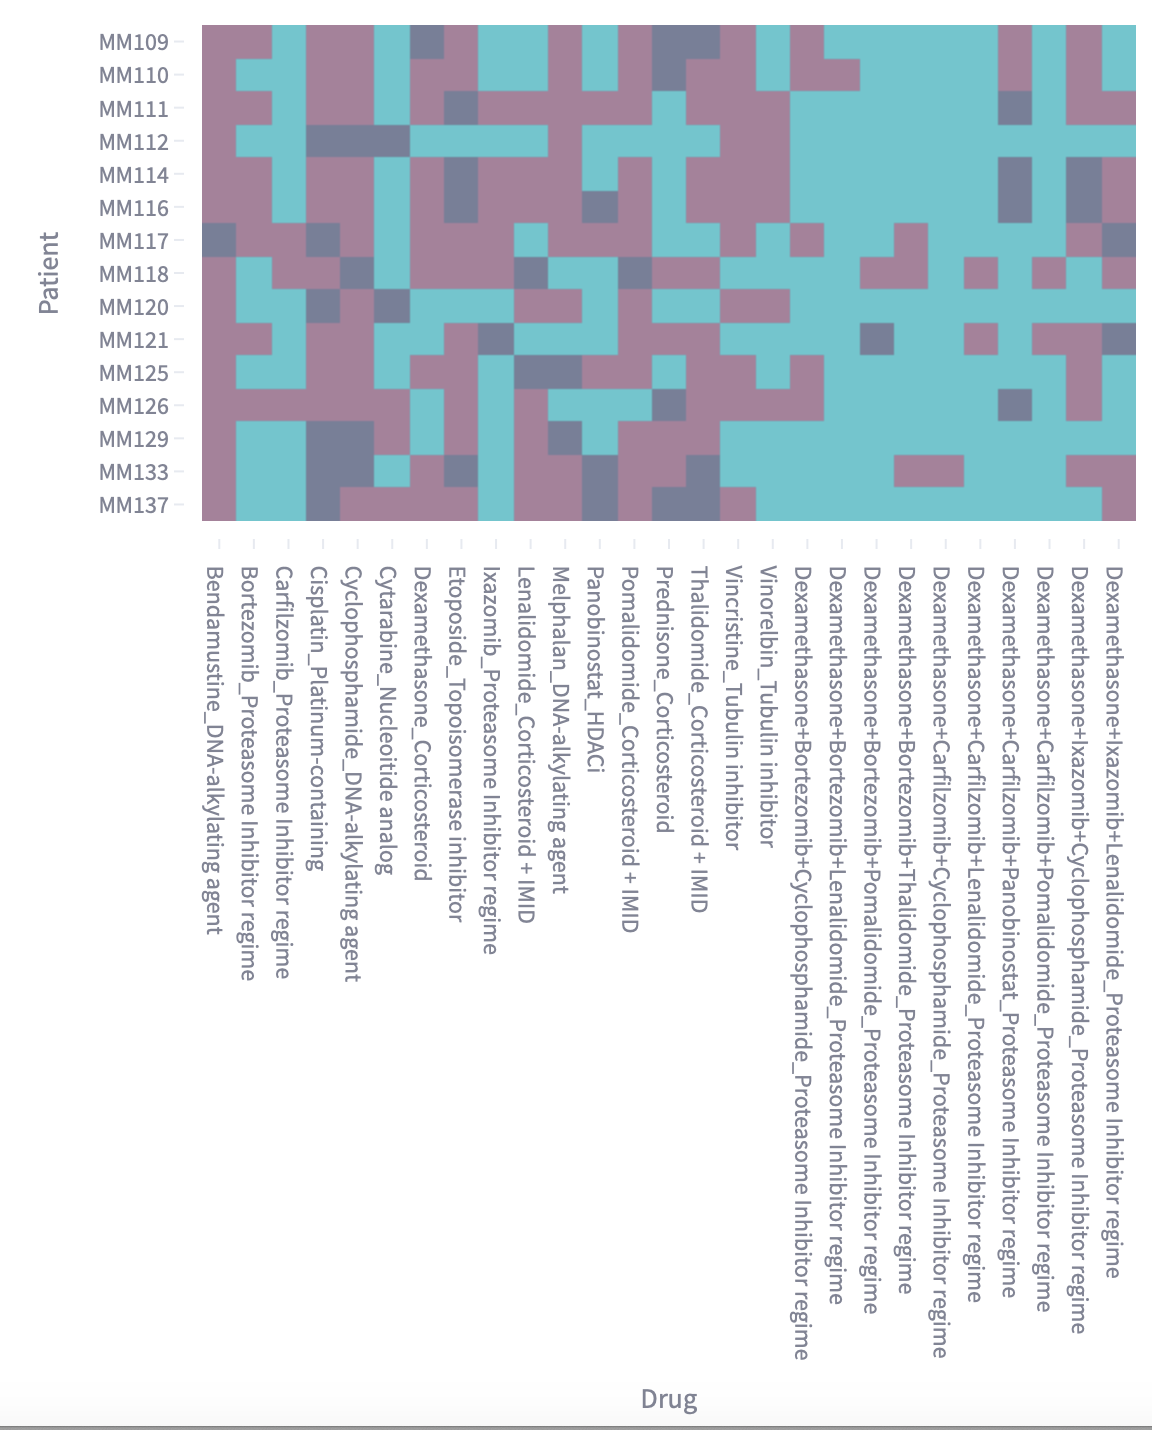 Patient
MM109
MM110
MM111
MM112
MM114
MM116
MM117
MM118
MM120
MM121
MM125
MM126
MM129
MM133
MM137
Bendamustine_DNA-alkylating agent
Bortezomib_Proteasome Inhibitor regime
Carfilzomib_Proteasome Inhibitor regime
Cisplatin_Platinum-containing
Cyclophosphamide_DNA-alkylating agent
Cytarabine_Nucleoitide analog
Dexamethasone_Corticosteroid
Etoposide_Topoisomerase inhibitor
Ixazomib_Proteasome Inhibitor regime
Lenalidomide_Corticosteroid + IMID
Melphalan_DNA-alkylating agent
Panobinostat_HDACi
Pomalidomide_Corticosteroid + IMID
Prednisone_Corticosteroid
Thalidomide_Corticosteroid + IMID
Vincristine_Tubulin inhibitor
Vinorelbin_Tubulin inhibitor
Dexamethasone+Bortezomib+Cyclophosphamide_Proteasome Inhibitor regime
Dexamethasone+Bortezomib+Lenalidomide_Proteasome Inhibitor regime
Dexamethasone+Bortezomib+Pomalidomide_Proteasome Inhibitor regime
Dexamethasone+Bortezomib+Thalidomide_Proteasome Inhibitor regime
Dexamethasone+Carfilzomib+Cyclophosphamide_Proteasome Inhibitor regime
Dexamethasone+Carfilzomib+Lenalidomide_Proteasome Inhibitor regime
Dexamethasone+Carfilzomib+Panobinostat_Proteasome Inhibitor regime
Dexamethasone+Carfilzomib+Pomalidomide_Proteasome Inhibitor regime
Dexamethasone+Ixazomib+Cyclophosphamide_Proteasome Inhibitor regime
Dexamethasone+Ixazomib+Lenalidomide_Proteasome Inhibitor regime
Drug